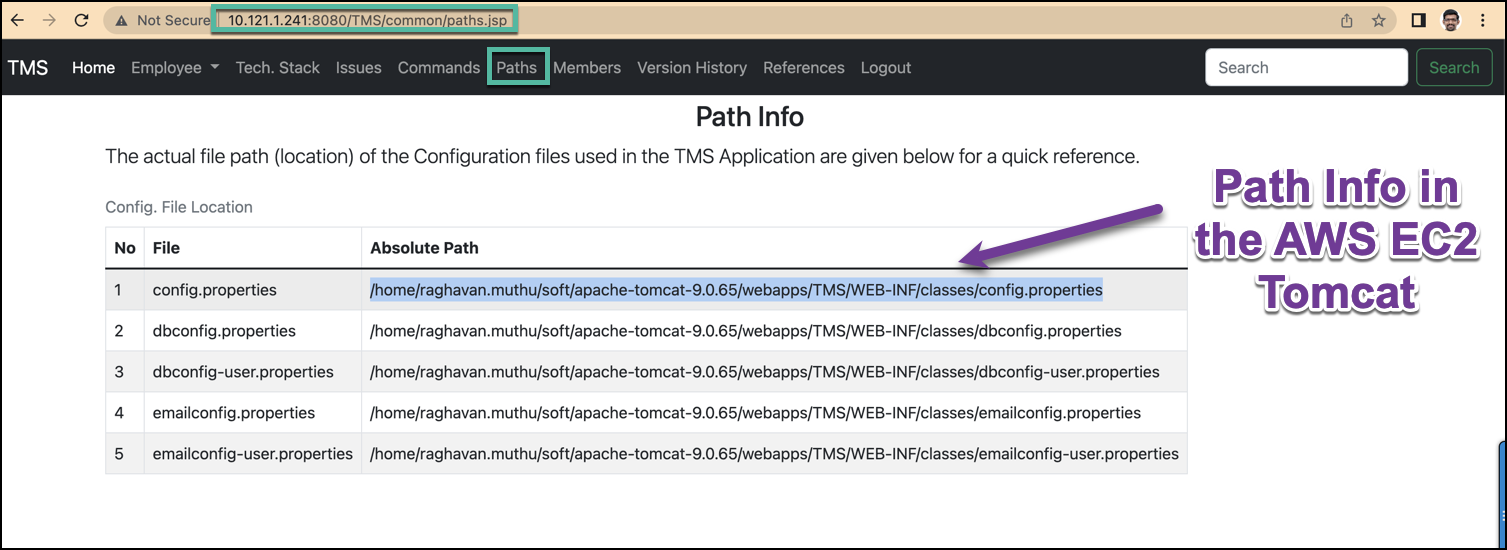 Not Secure 10.121.1.241:8080/TMS/common/paths.jsp
TMS Home Employee Tech. Stack Issues Commands Paths Members Version History References Logout Search Search
Path Info
The actual file path (location) of the Configuration files used in the TMS Application are given below for a quick reference.
Config. File Location
No File Absolute Path
1 config.properties /home/raghavan.muthu/soft/apache-tomcat-9.0.65/webapps/TMS/WEB-INF/classes/config.properties
2 dbconfig.properties /home/raghavan.muthu/soft/apache-tomcat-9.0.65/webapps/TMS/WEB-INF/classes/dbconfig.properties
3 dbconfig-user.properties /home/raghavan.muthu/soft/apache-tomcat-9.0.65/webapps/TMS/WEB-INF/classes/dbconfig-user.properties
4 emailconfig.properties /home/raghavan.muthu/soft/apache-tomcat-9.0.65/webapps/TMS/WEB-INF/classes/emailconfig.properties
5 emailconfig-user.properties /home/raghavan.muthu/soft/apache-tomcat-9.0.65/webapps/TMS/WEB-INF/classes/emailconfig-user.properties
Path Info in
the AWS EC2
Tomcat